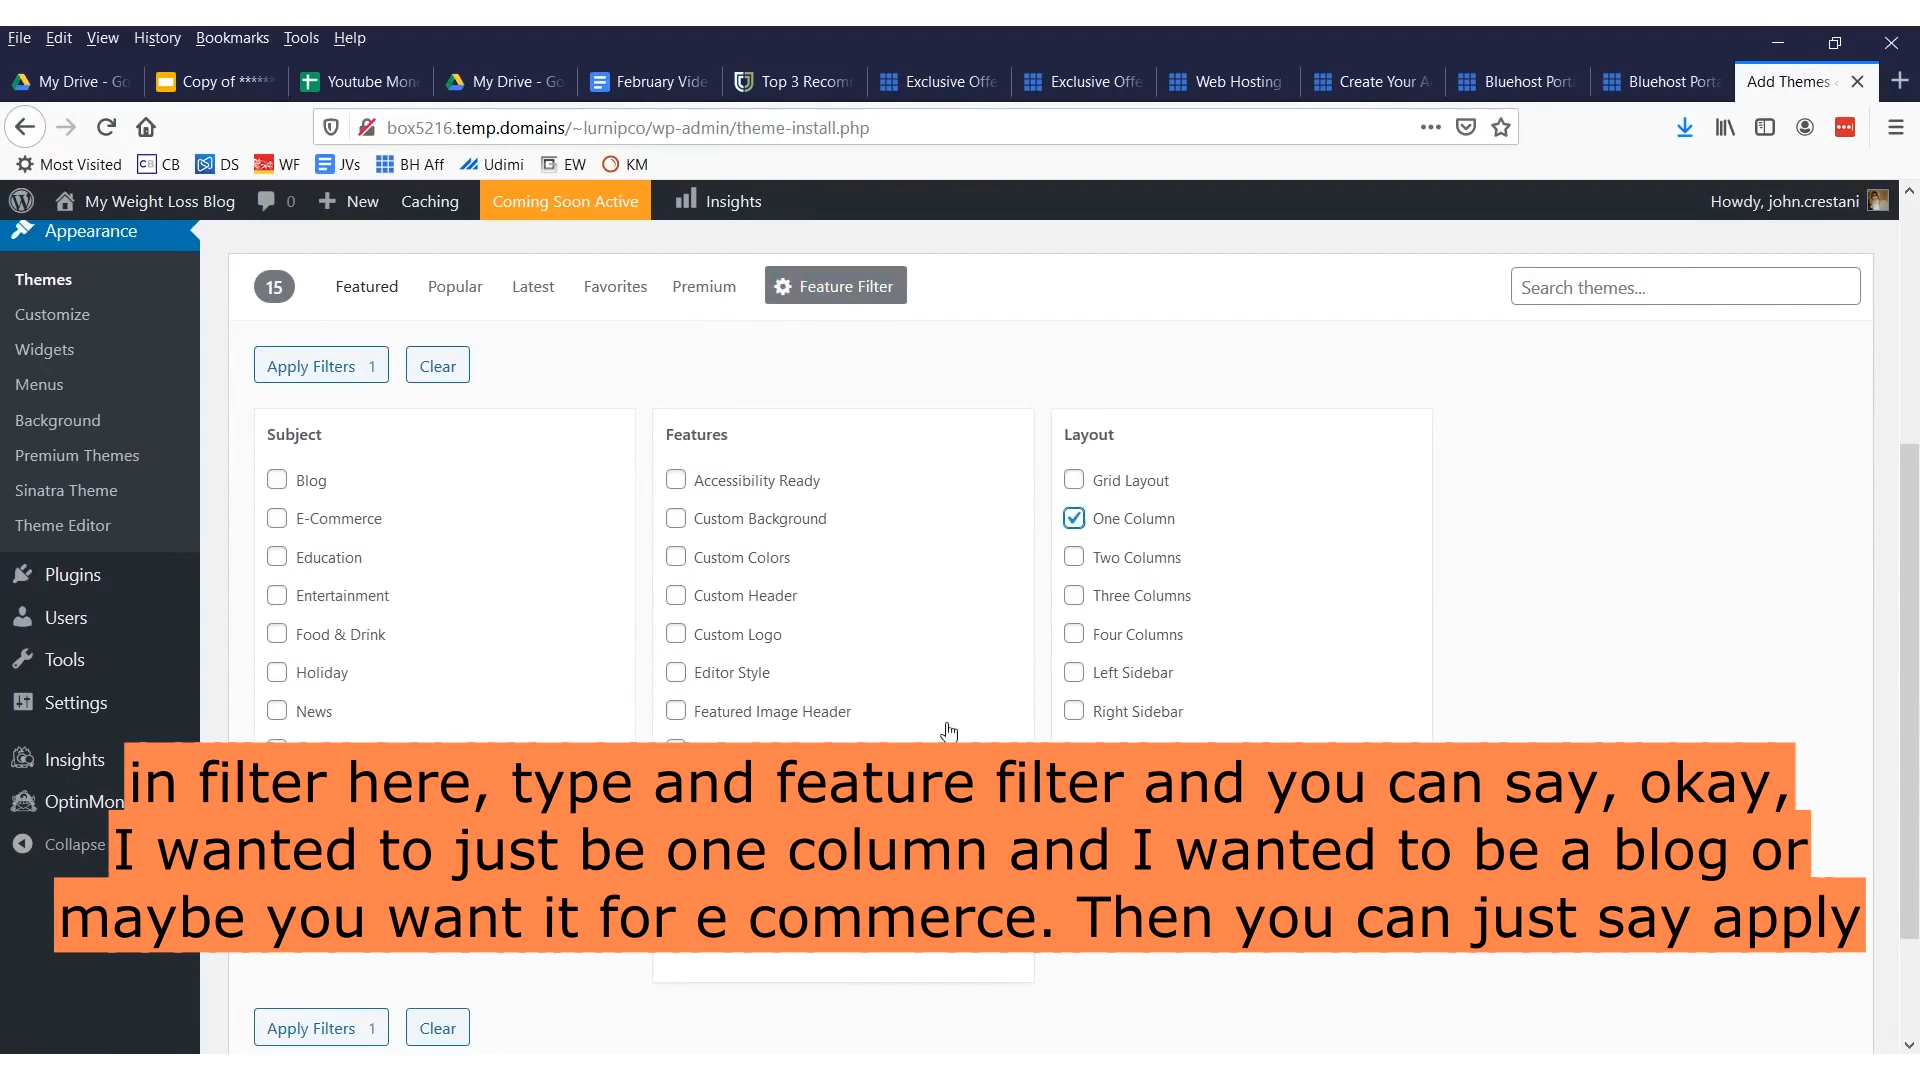 File Edit View History Bookmarks Tools Help
My Drive - Go
Copy of ******
Youtube Mon
My Drive - Go
February Vide
Top 3 Recom
Exclusive Offe
Exclusive Offe
Web Hosting
Create Your A
Bluehost Port
Bluehost Porta
Add Themes
box5216.temp.domains/~lurnipco/wp-admin/theme-install.php
Most Visited CB DS WF JVs BH Aff Udimi EW KM
My Weight Loss Blog 0 New Caching Coming Soon Active Insights Howdy, john.crestani
Appearance
Themes
Customize
Widgets
Menus
Background
Premium Themes
Sinatra Theme
Theme Editor
Plugins
Users
Tools
Settings
Insights
OptinMon
Collapse
15 Featured Popular Latest Favorites Premium Feature Filter Search themes...
Apply Filters 1 Clear
Subject
Blog
E-Commerce
Education
Entertainment
Food & Drink
Holiday
News
Features
Accessibility Ready
Custom Background
Custom Colors
Custom Header
Custom Logo
Editor Style
Featured Image Header
Layout
Grid Layout
One Column
Two Columns
Three Columns
Four Columns
Left Sidebar
Right Sidebar
in filter here, type and feature filter and you can say, okay,
I wanted to just be one column and I wanted to be a blog or
maybe you want it for e commerce. Then you can just say apply
Apply Filters 1 Clear